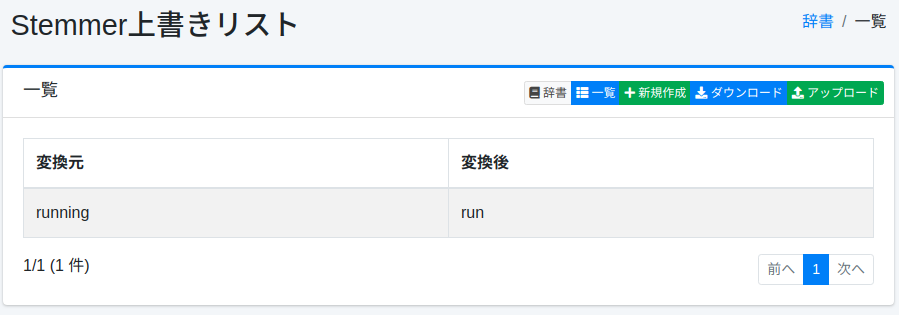 Stemmer上書きリスト
辞書 / 一覧
一覧
辞書 一覧 新規作成 ダウンロード アップロード
変換元 変換後
running run
1/1 (1 件)
前へ 1 次へ